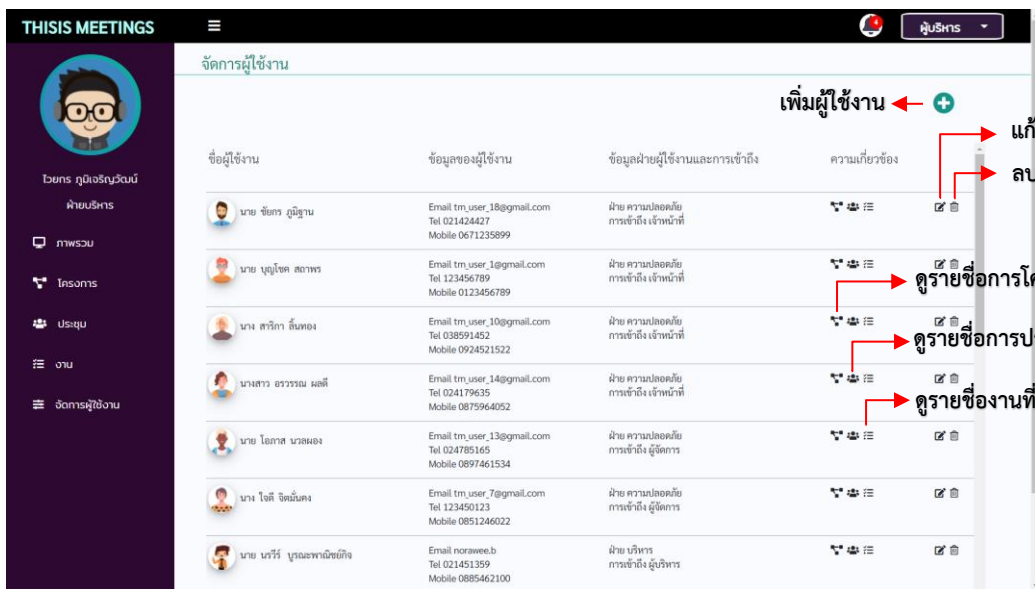 THISIS MEETINGS
4
ผู้บริหาร
จัดการผู้ใช้งาน
เพิ่มผู้ใช้งาน
แก้
ลบ
ไวยกร ภูมิเจริญวัฒน์
ฝ่ายบริหาร
ภาพรวม
โครงการ
ประชุม
งาน
จัดการผู้ใช้งาน
ชื่อผู้ใช้งาน ข้อมูลของผู้ใช้งาน ข้อมูลฝ่ายผู้ใช้งานและการเข้าถึง ความเกี่ยวข้อง
นาย ชัยกร ภูมิฐาน
Email tm_user_18@gmail.com
Tel 021424427
Mobile 0671235899
ฝ่าย ความปลอดภัย
การเข้าถึง เจ้าหน้าที่
นาย บุญโชค สถาพร
Email tm_user_1@gmail.com
Tel 123456789
Mobile 0123456789
ฝ่าย ความปลอดภัย
การเข้าถึง เจ้าหน้าที่
ดูรายชื่อการโค
นาง สาริกา ลิ้นทอง
Email tm_user_10@gmail.com
Tel 038591452
Mobile 0924521522
ฝ่าย ความปลอดภัย
การเข้าถึง เจ้าหน้าที่
ดูรายชื่อการปร
นางสาว อรวรรณ ผลดี
Email tm_user_14@gmail.com
Tel 024179635
Mobile 0875964052
ฝ่าย ความปลอดภัย
การเข้าถึง เจ้าหน้าที่
ดูรายชื่องานที่
นาย โอภาส นวลผอง
Email tm_user_13@gmail.com
Tel 024785165
Mobile 0897461534
ฝ่าย ความปลอดภัย
การเข้าถึง ผู้จัดการ
นาง ใจดี จิตมั่นคง
Email tm_user_7@gmail.com
Tel 123450123
Mobile 0851246022
ฝ่าย ความปลอดภัย
การเข้าถึง ผู้จัดการ
นาย นรวีร์ บูรณะพาณิชย์กิจ
Email norawee.b
Tel 021451359
Mobile 0885462100
ฝ่าย บริหาร
การเข้าถึง ผู้บริหาร